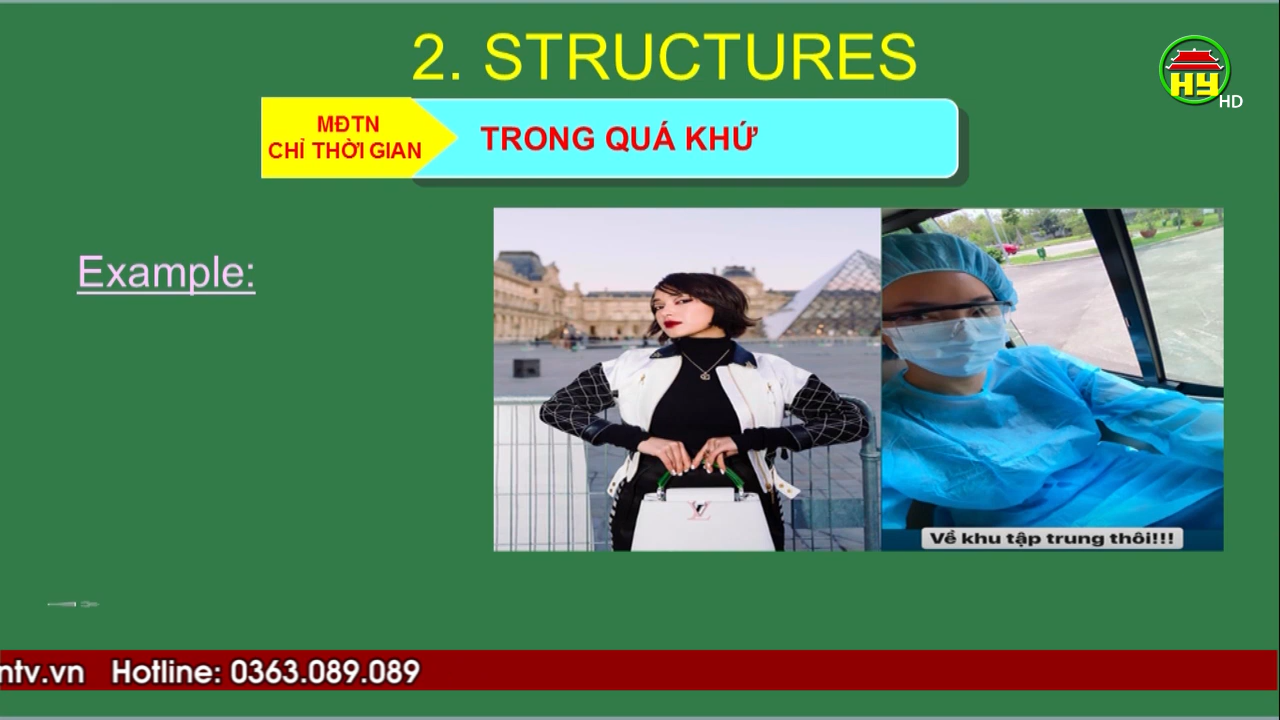 2. STRUCTURES
HY
HD
MĐTN
CHỈ THỜI GIAN
TRONG QUÁ KHỨ
Example:
Về khu tập trung thôi!!!
ntv.vn Hotline: 0363.089.089